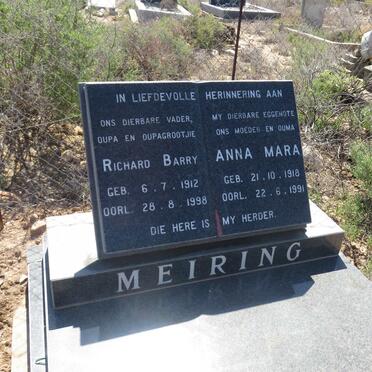 IN LIEFDEVOLLE HERINNERING AAN
ONS DIERBARE VADER,
OUPA EN OUPAGROOTJIE
RICHARD BARRY
GEB. 6·7·1912
OORL. 28·8·1998
MY DIERBARE EGGENOTE
ONS MOEDER EN OUMA
ANNA MARA
GEB. 21·10·1918
OORL. 22·6·1991
DIE HERE IS MY HERDER.
MEIRING